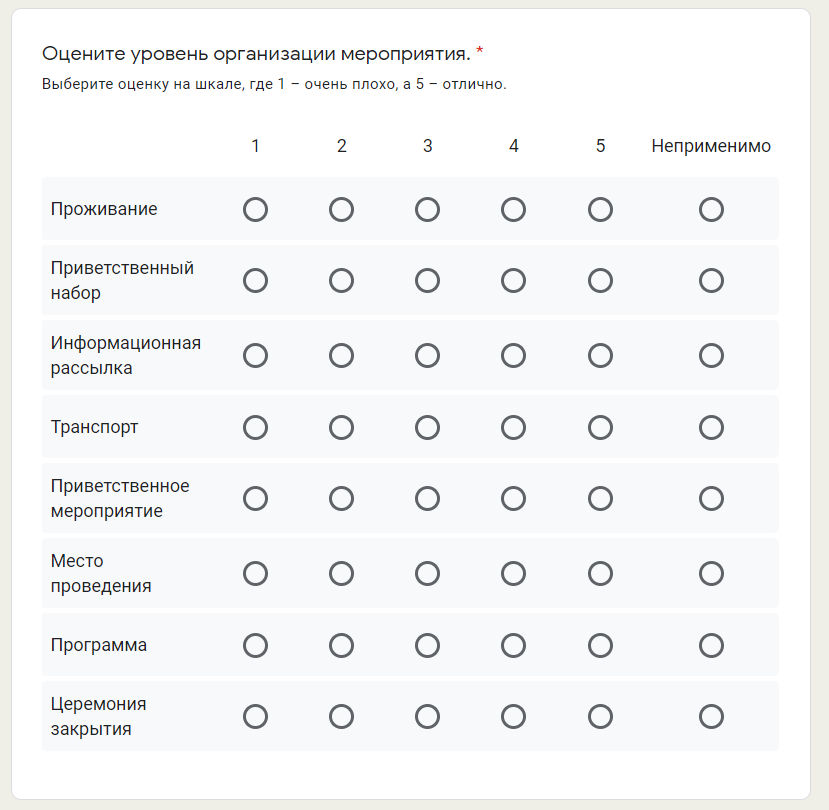 Оцените уровень организации мероприятия. *
Выберите оценку на шкале, где 1 – очень плохо, а 5 – отлично.
1 2 3 4 5 Неприменимо
Проживание
Приветственный
набор
Информационная
рассылка
Транспорт
Приветственное
мероприятие
Место
проведения
Программа
Церемония
закрытия